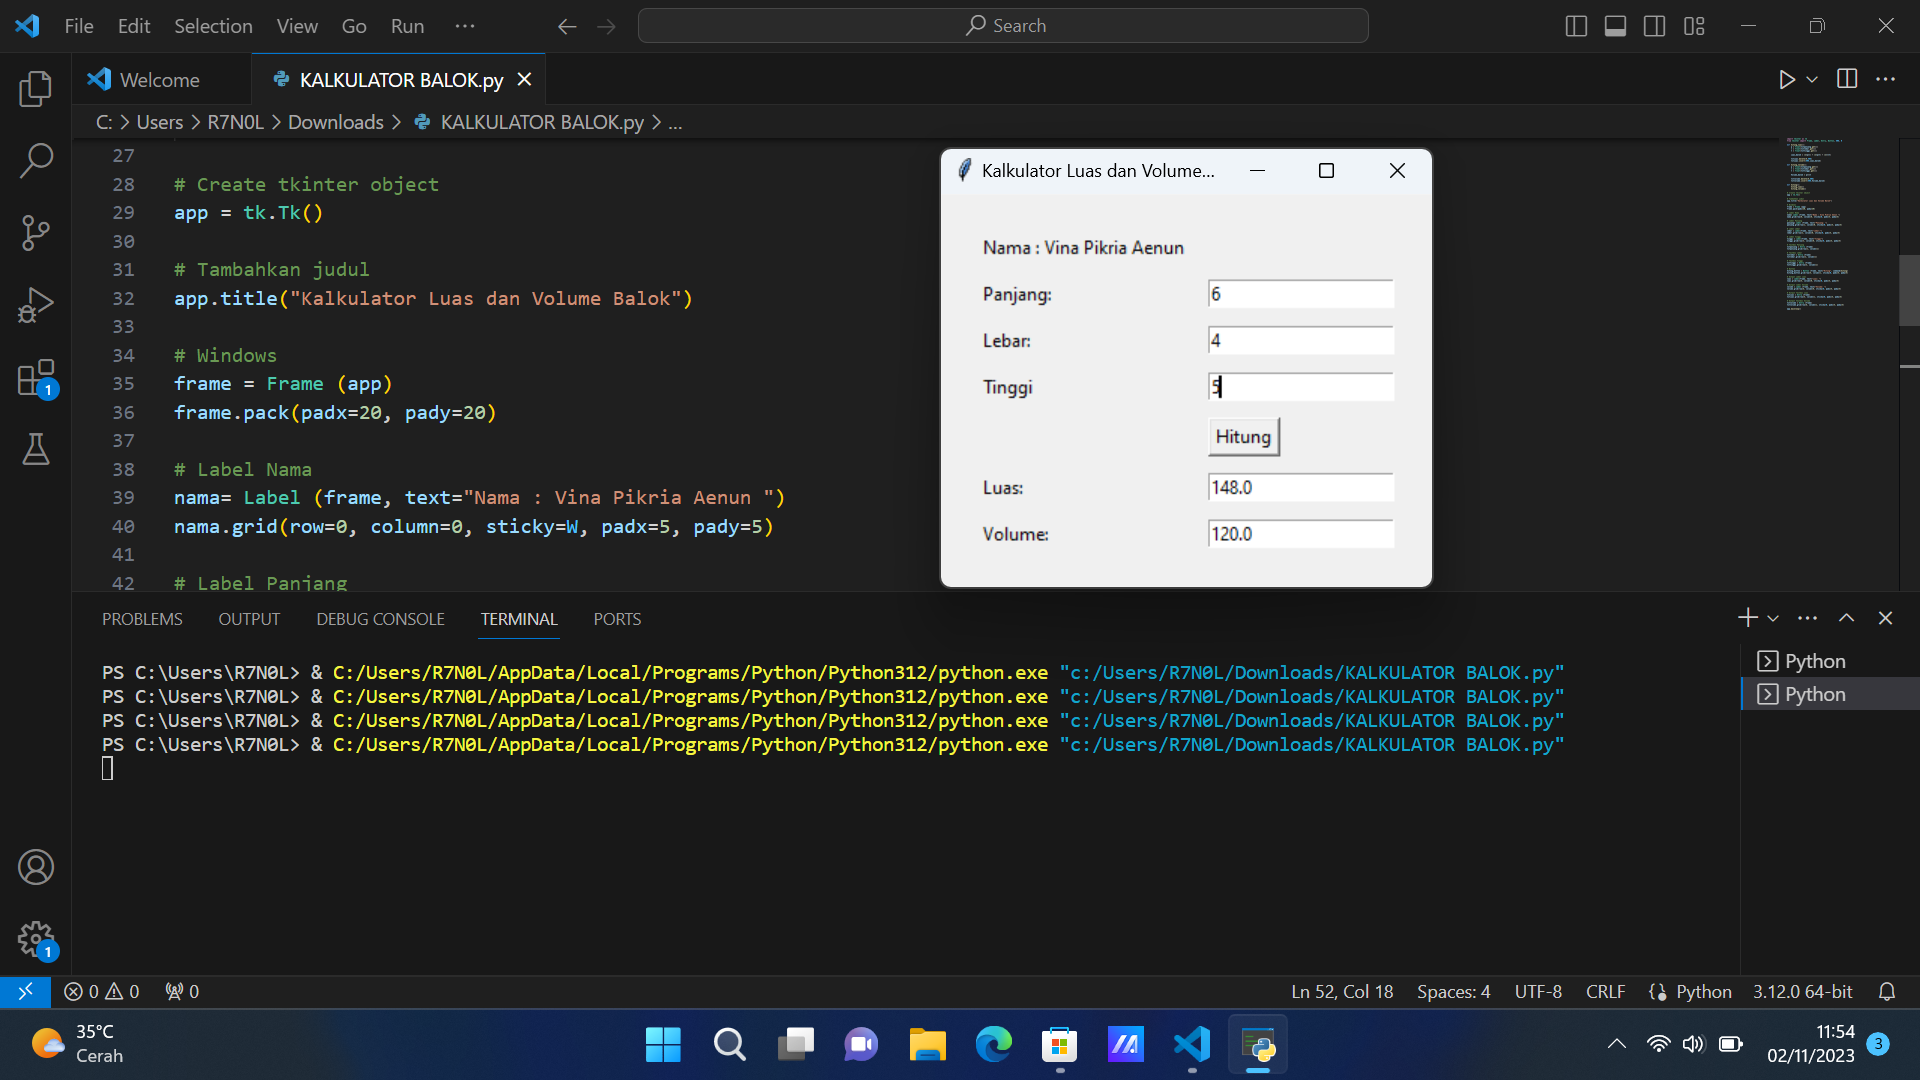 File Edit Selection View Go Run ...
Search
Welcome
KALKULATOR BALOK.py
C: > Users > R7N0L > Downloads > KALKULATOR BALOK.py > ...
27
28 # Create tkinter object
29 app = tk.Tk()
30
31 # Tambahkan judul
32 app.title("Kalkulator Luas dan Volume Balok")
33
34 # Windows
35 frame = Frame (app)
36 frame.pack(padx=20, pady=20)
37
38 # Label Nama
39 nama= Label (frame, text="Nama : Vina Pikria Aenun ")
40 nama.grid(row=0, column=0, sticky=W, padx=5, pady=5)
41
42 # Label Panjang
Kalkulator Luas dan Volume...
Nama : Vina Pikria Aenun
Panjang: 6
Lebar: 4
Tinggi 5
Hitung
Luas: 148.0
Volume: 120.0
1
PROBLEMS OUTPUT DEBUG CONSOLE TERMINAL PORTS
PS C:\Users\R7N0L> & C:/Users/R7N0L/AppData/Local/Programs/Python/Python312/python.exe "c:/Users/R7N0L/Downloads/KALKULATOR BALOK.py"
PS C:\Users\R7N0L> & C:/Users/R7N0L/AppData/Local/Programs/Python/Python312/python.exe "c:/Users/R7N0L/Downloads/KALKULATOR BALOK.py"
PS C:\Users\R7N0L> & C:/Users/R7N0L/AppData/Local/Programs/Python/Python312/python.exe "c:/Users/R7N0L/Downloads/KALKULATOR BALOK.py"
PS C:\Users\R7N0L> & C:/Users/R7N0L/AppData/Local/Programs/Python/Python312/python.exe "c:/Users/R7N0L/Downloads/KALKULATOR BALOK.py"
Python
Python
1
0 0 0
Ln 52, Col 18 Spaces: 4 UTF-8 CRLF Python 3.12.0 64-bit
35°C
Cerah
11:54
02/11/2023
3